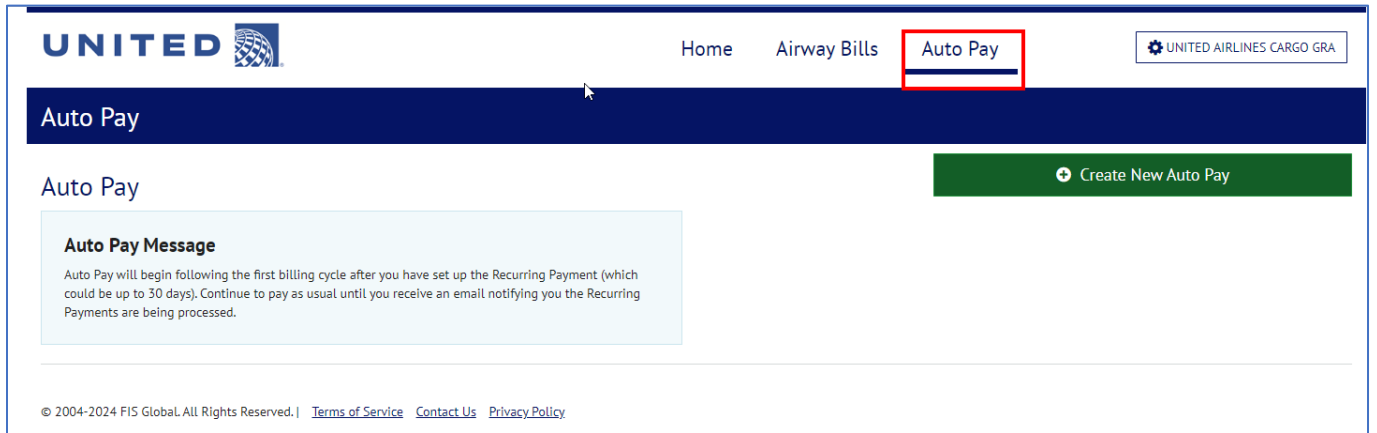 UNITED
Home Airway Bills Auto Pay UNITED AIRLINES CARGO GRA
Auto Pay
Auto Pay
Create New Auto Pay
Auto Pay Message
Auto Pay will begin following the first billing cycle after you have set up the Recurring Payment (which
could be up to 30 days). Continue to pay as usual until you receive an email notifying you the Recurring
Payments are being processed.
© 2004-2024 FIS Global. All Rights Reserved. | Terms of Service Contact Us Privacy Policy